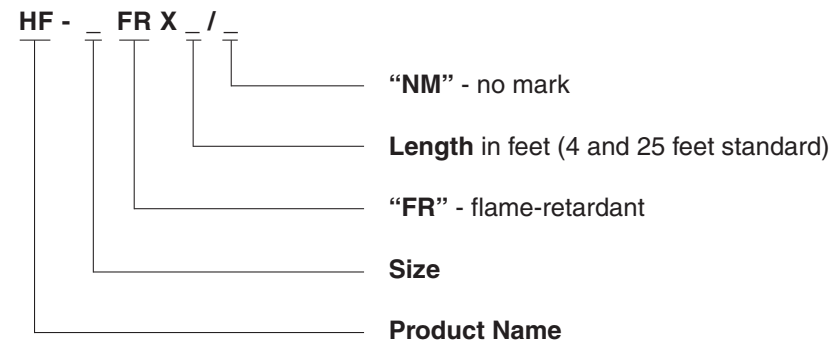 HF - _ FR X _ / _
“NM” - no mark
Length in feet (4 and 25 feet standard)
“FR” - flame-retardant
Size
Product Name